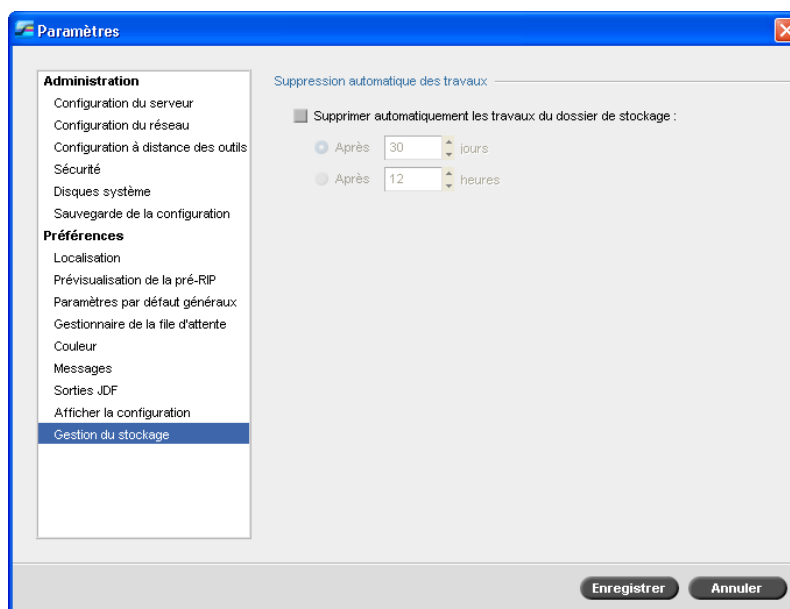 Paramètres
Administration
Configuration du serveur
Configuration du réseau
Configuration à distance des outils
Sécurité
Disques système
Sauvegarde de la configuration
Préférences
Localisation
Prévisualisation de la pré-RIP
Paramètres par défaut généraux
Gestionnaire de la file d'attente
Couleur
Messages
Sorties JDF
Afficher la configuration
Gestion du stockage
Suppression automatique des travaux
Supprimer automatiquement les travaux du dossier de stockage :
Après 30 jours
Après 12 heures
Enregistrer Annuler